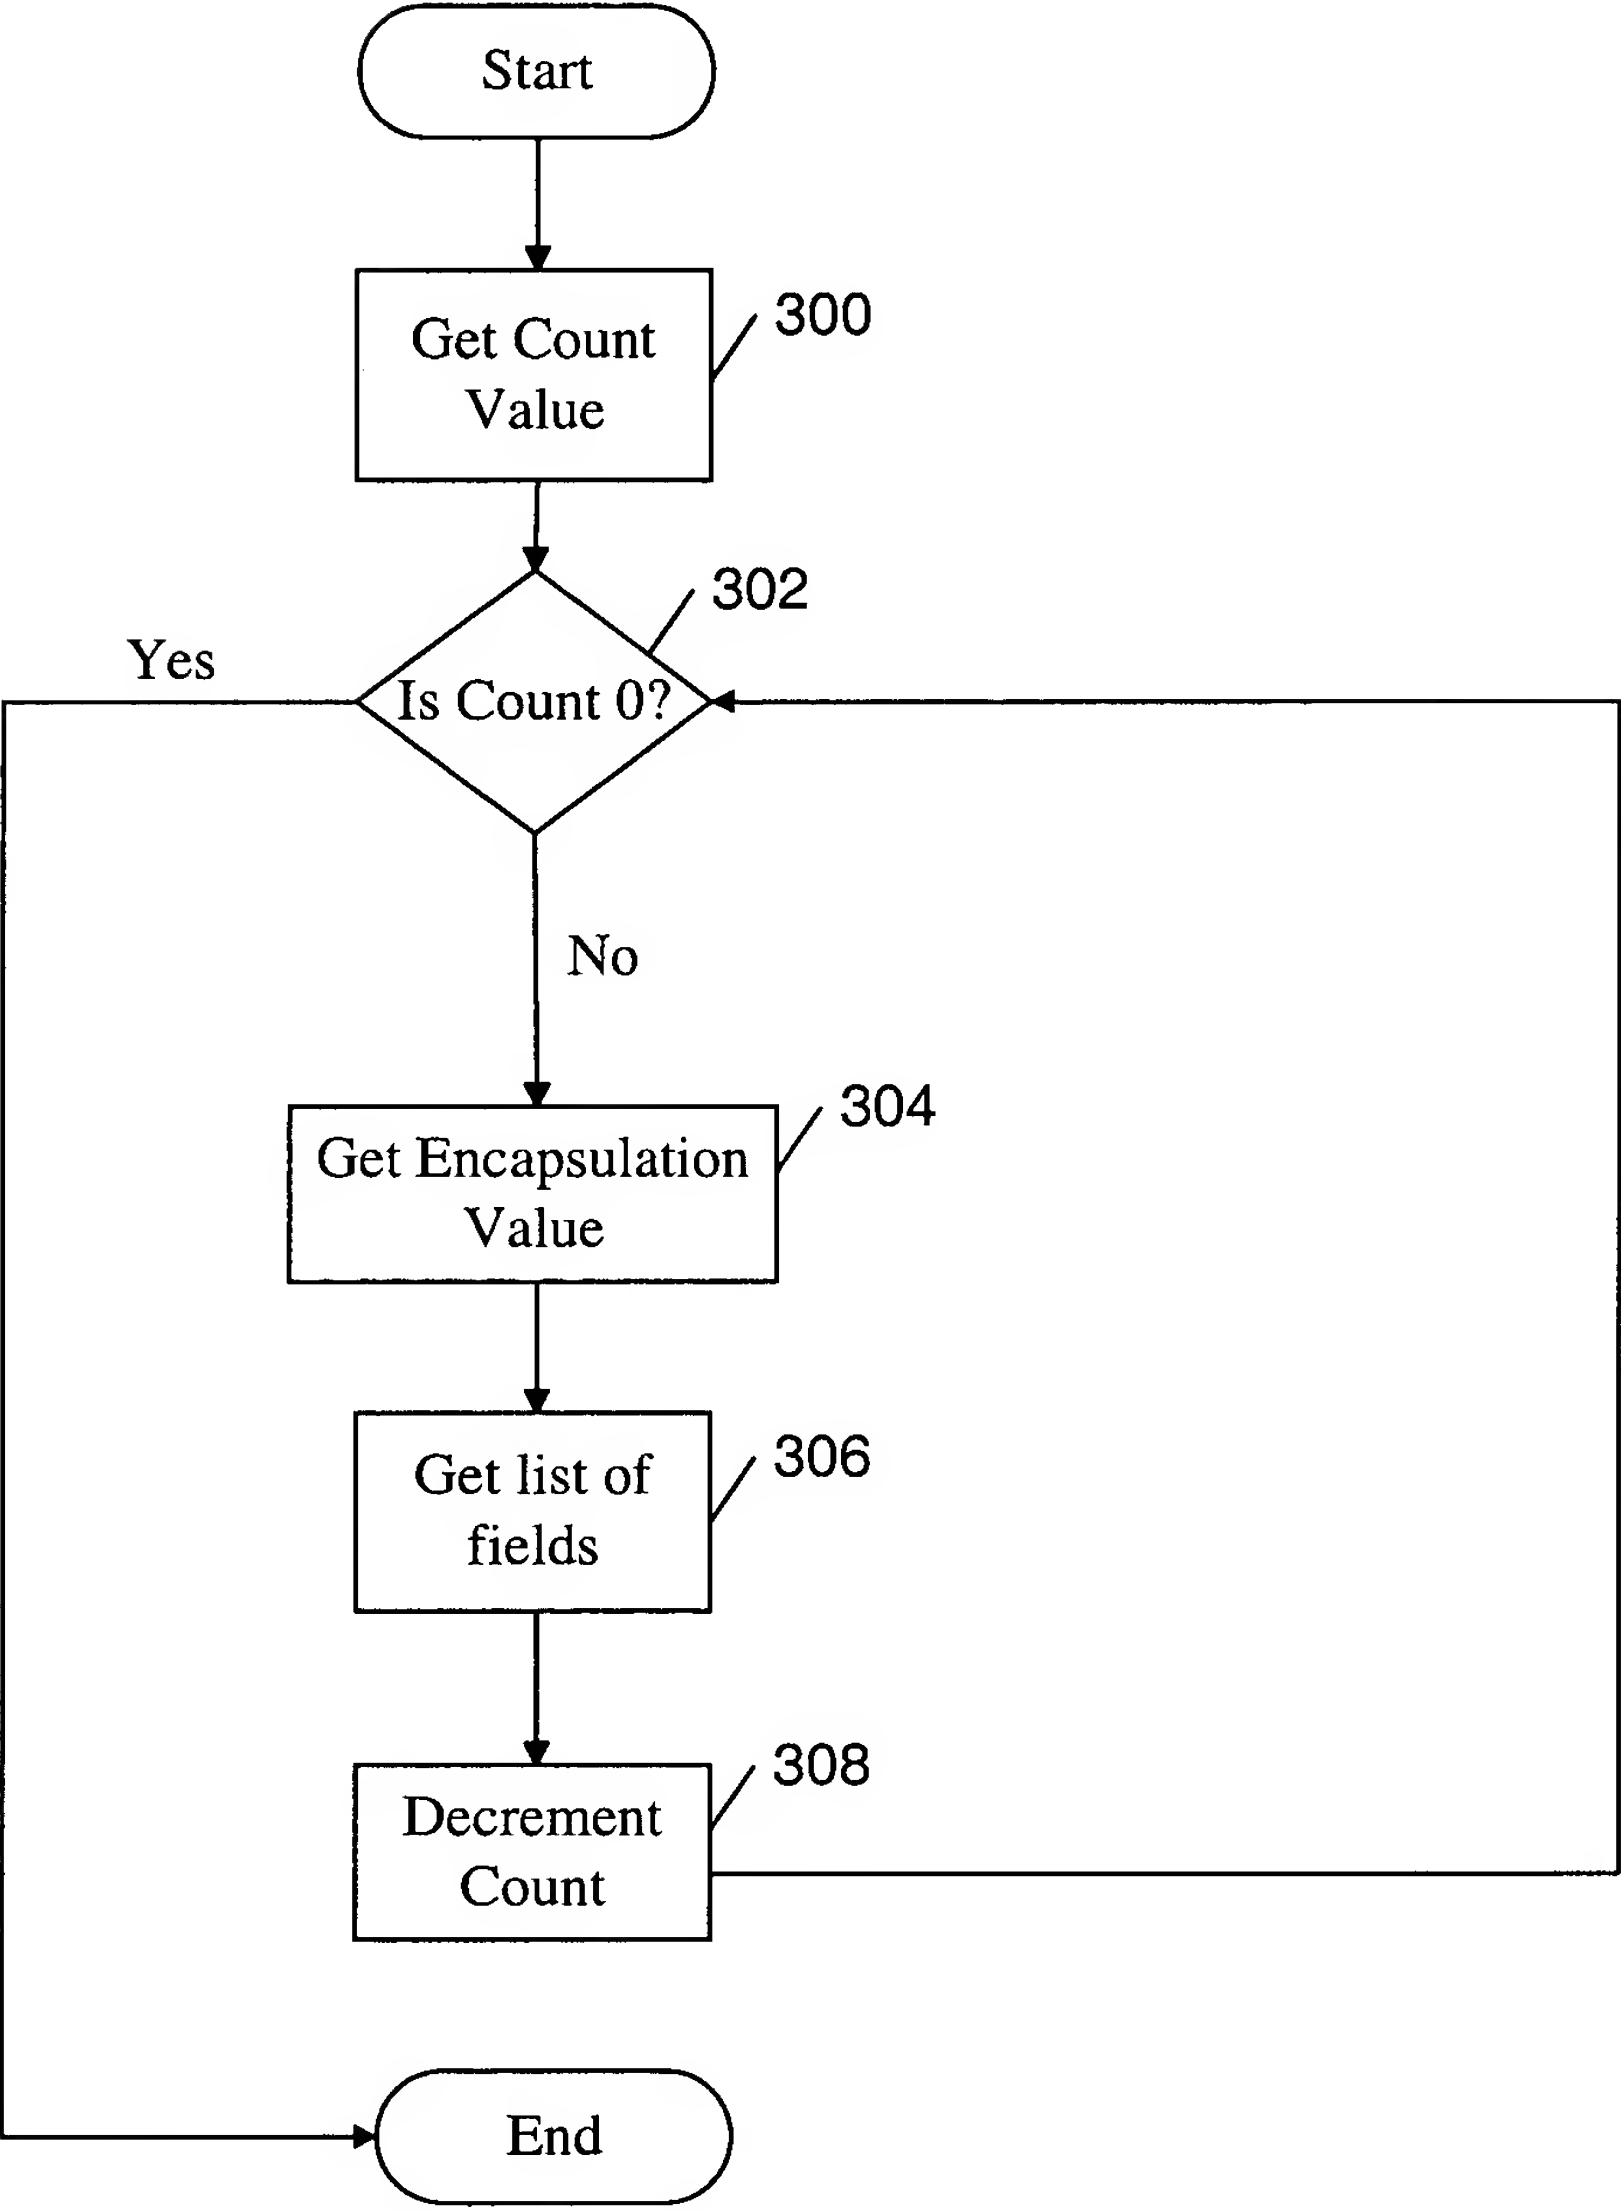 Start
Get Count
Value
300
302
Yes
Is Count 0?
No
304
Get Encapsulation
Value
306
Get list of
fields
308
Decrement
Count
End